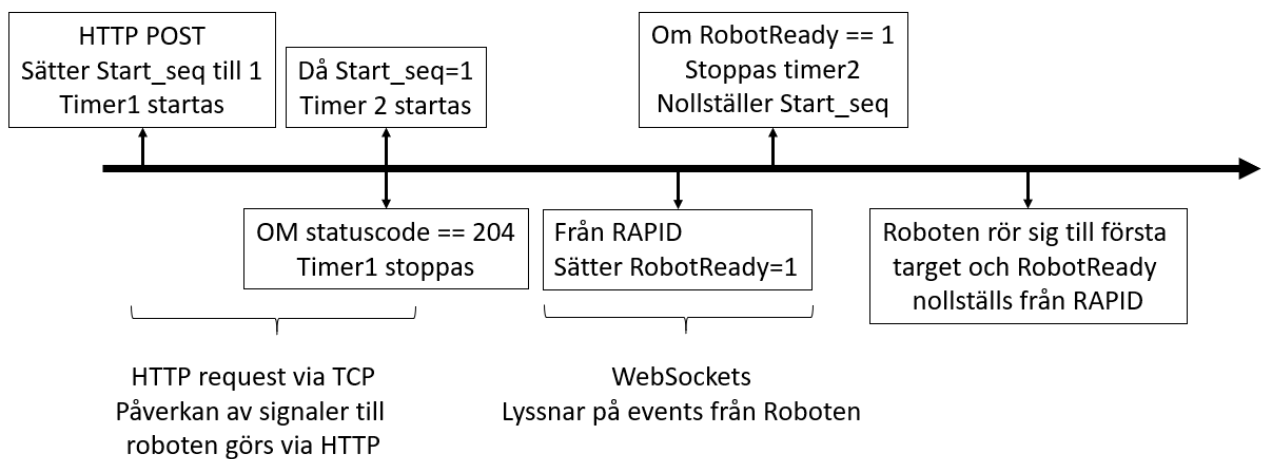 HTTP POST
Sätter Start_seq till 1
Timer1 startas
Då Start_seq=1
Timer 2 startas
Om RobotReady == 1
Stoppas timer2
Nollställer Start_seq
OM statuscode == 204
Timer1 stoppas
Från RAPID
Sätter RobotReady=1
Roboten rör sig till första
target och RobotReady
nollställs från RAPID
HTTP request via TCP
Påverkan av signaler till
roboten görs via HTTP
WebSockets
Lyssnar på events från Roboten